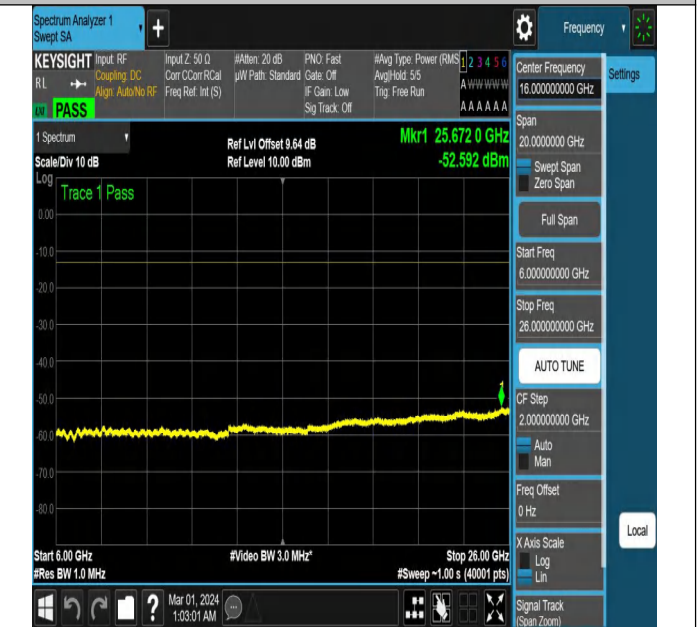 Spectrum Analyzer 1
Swept SA
+
Frequency
KEYSIGHT
RL
PASS
Input: RF
Coupling: DC
Align: Auto/No RF
Input Z: 50 Ω
Corr CCorr RCal
Freq Ref: Int (S)
#Atten: 20 dB
µW Path: Standard
PNO: Fast
Gate: Off
IF Gain: Low
Sig Track: Off
#Avg Type: Power (RMS
Avg|Hold: 5/5
Trig: Free Run
1 2 3 4 5 6
A W W W W W
A A A A A A
1 Spectrum
Scale/Div 10 dB
Log
Ref Lvl Offset 9.64 dB
Ref Level 10.00 dBm
Mkr1 25.672 0 GHz
-52.592 dBm
Trace 1 Pass
0.00
-10.0
-20.0
-30.0
-40.0
-50.0
-60.0
-70.0
-80.0
1
Start 6.00 GHz
#Res BW 1.0 MHz
#Video BW 3.0 MHz*
Stop 26.00 GHz
#Sweep ~1.00 s (40001 pts)
?
Mar 01, 2024
1:03:01 AM
Center Frequency
16.000000000 GHz
Settings
Span
20.0000000 GHz
Swept Span
Zero Span
Full Span
Start Freq
6.000000000 GHz
Stop Freq
26.000000000 GHz
AUTO TUNE
CF Step
2.000000000 GHz
Auto
Man
Freq Offset
0 Hz
X Axis Scale
Log
Lin
Local
Signal Track
(Span Zoom)